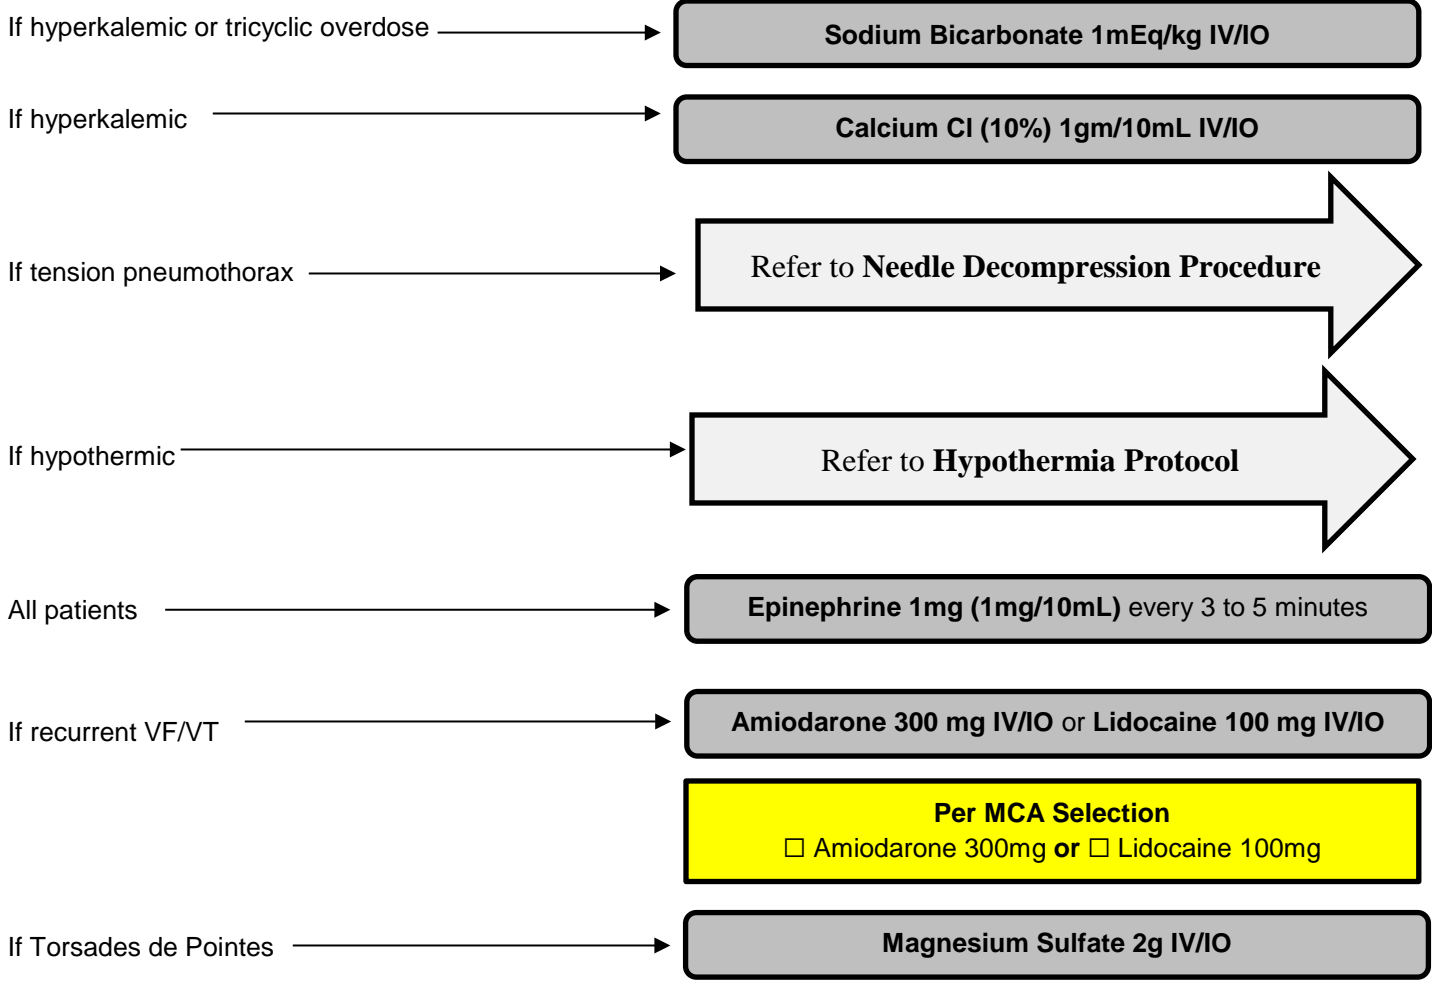 If hyperkalemic or tricyclic overdose
Sodium Bicarbonate 1mEq/kg IV/IO
If hyperkalemic
Calcium Cl (10%) 1gm/10mL IV/IO
If tension pneumothorax
Refer to Needle Decompression Procedure
If hypothermic
Refer to Hypothermia Protocol
All patients
Epinephrine 1mg (1mg/10mL) every 3 to 5 minutes
If recurrent VF/VT
Amiodarone 300 mg IV/IO or Lidocaine 100 mg IV/IO
Per MCA Selection
☐ Amiodarone 300mg or ☐ Lidocaine 100mg
If Torsades de Pointes
Magnesium Sulfate 2g IV/IO